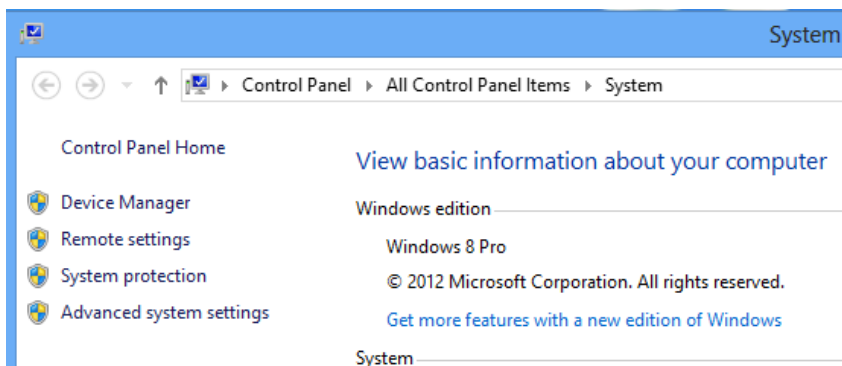 System
Control Panel All Control Panel Items System
Control Panel Home
Device Manager
Remote settings
System protection
Advanced system settings
View basic information about your computer
Windows edition
Windows 8 Pro
© 2012 Microsoft Corporation. All rights reserved.
Get more features with a new edition of Windows
System